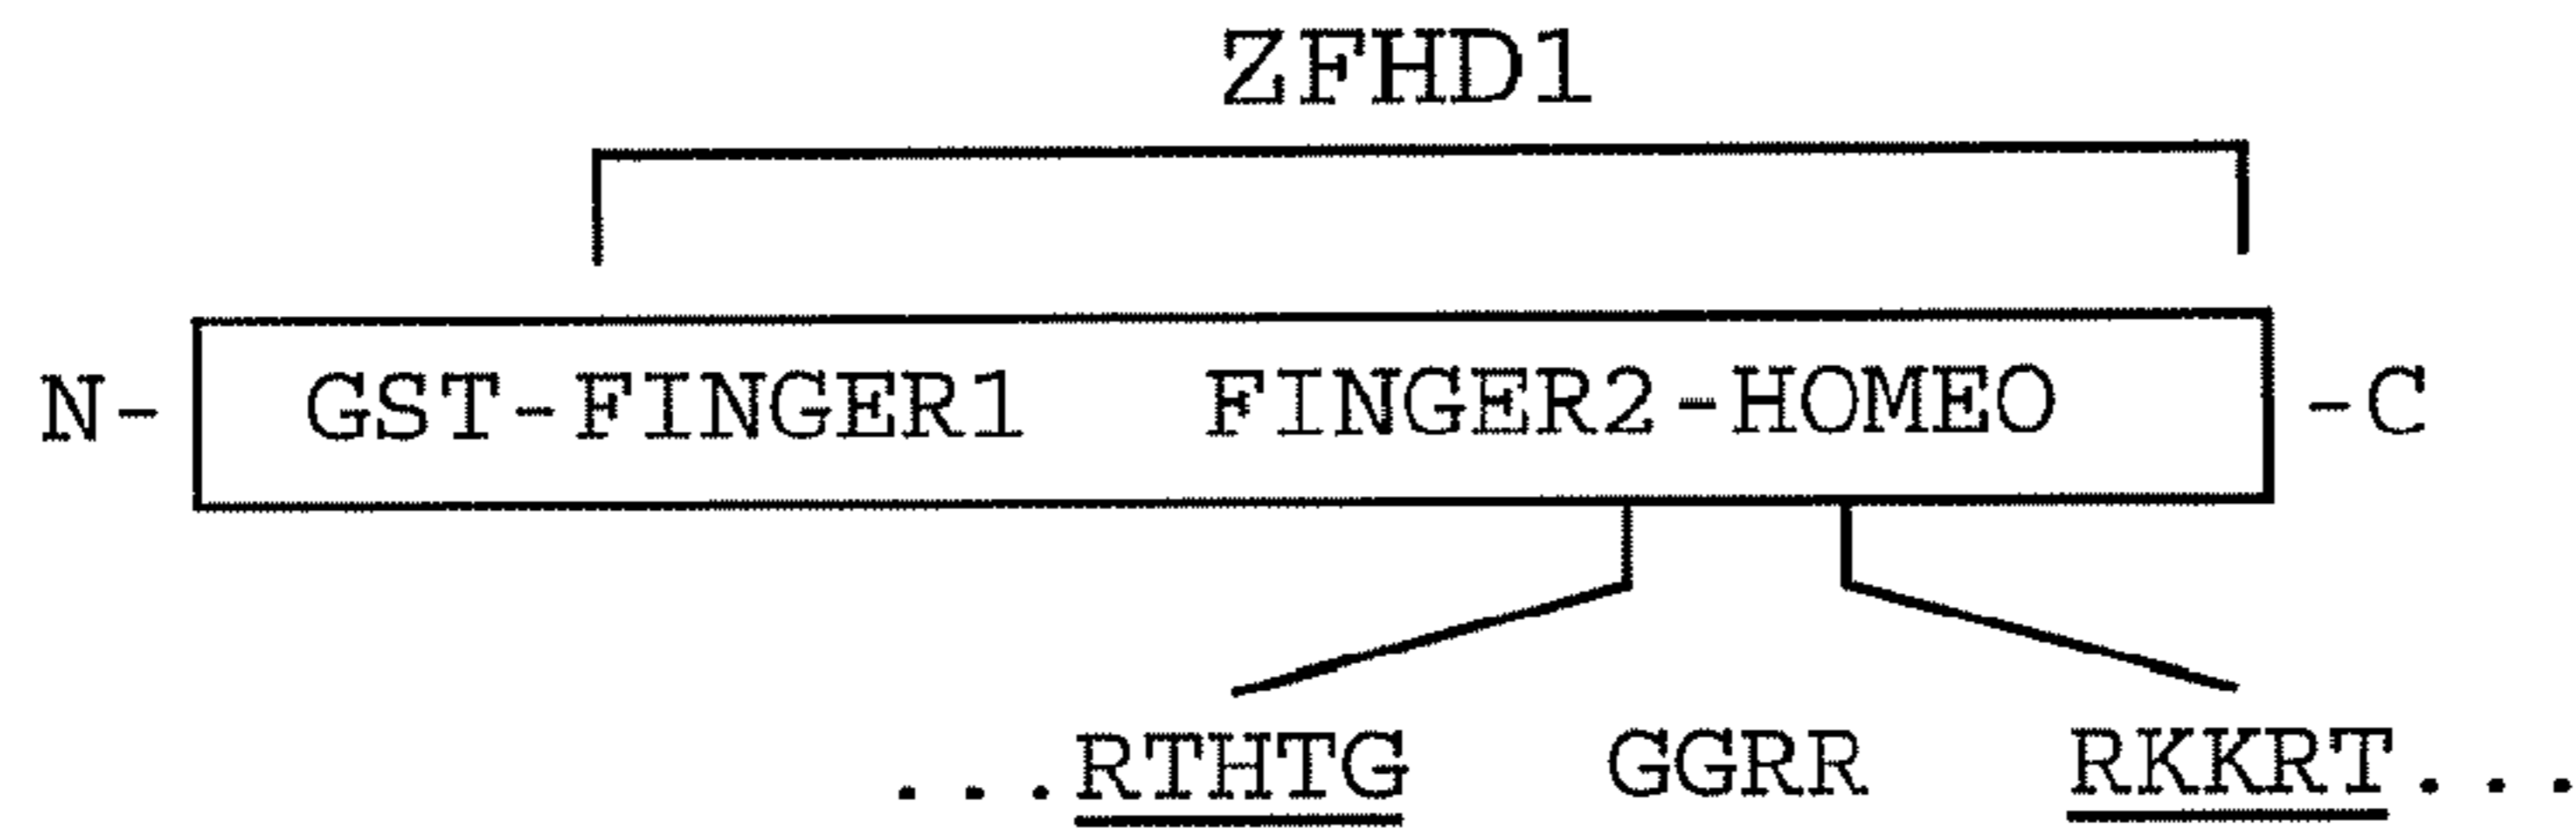 ZFHD1
N- GST-FINGER1 FINGER2-HOMEO -C
...RTHTG GGRR RKKRT...